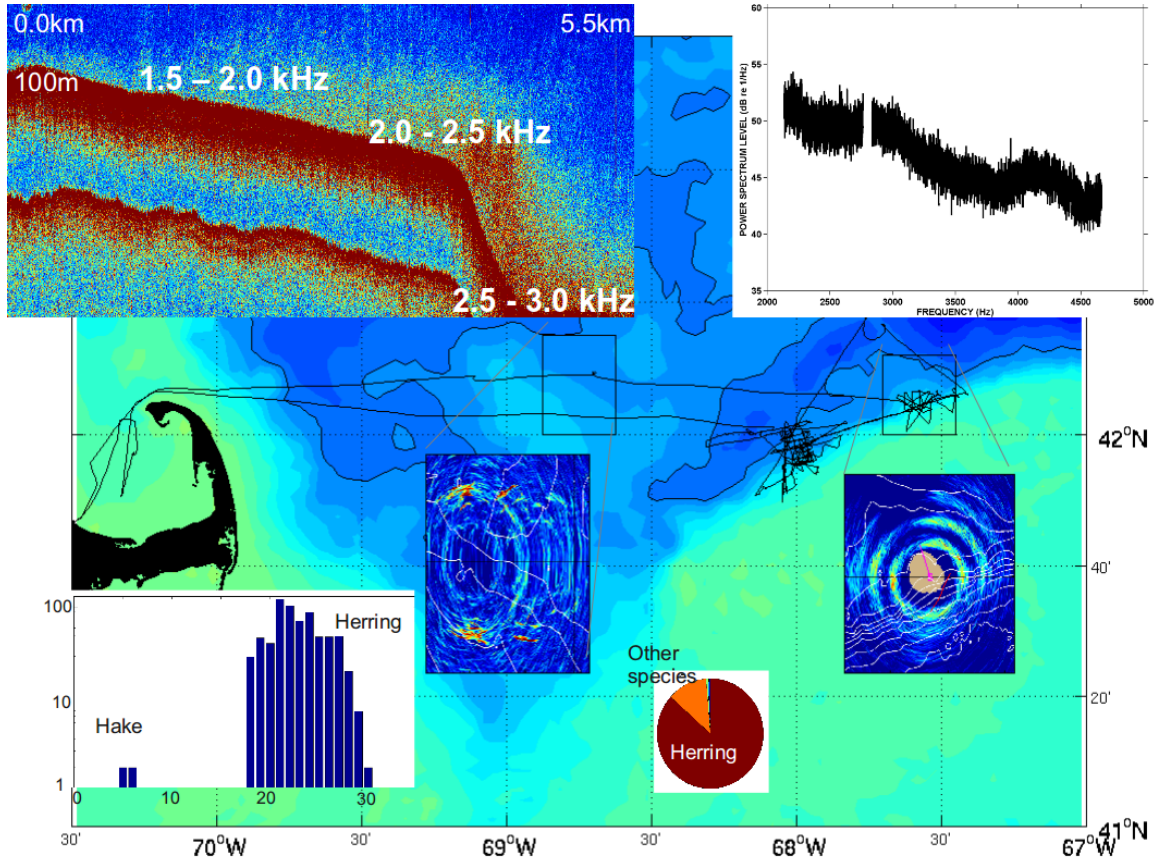 0.0km 5.5km
100m
1.5 – 2.0 kHz
2.0 - 2.5 kHz
2.5 - 3.0 kHz
POWER SPECTRUM LEVEL (dB re 1/Hz)
60
55
50
45
40
35
2000 2500 3000 3500 4000 4500 5000
FREQUENCY (Hz)
42°N
40'
20'
41°N
100
10
1
Hake
Herring
0 10 20 30
Other
species
Herring
30' 70°W 30' 69°W 30' 68°W 30' 67°W